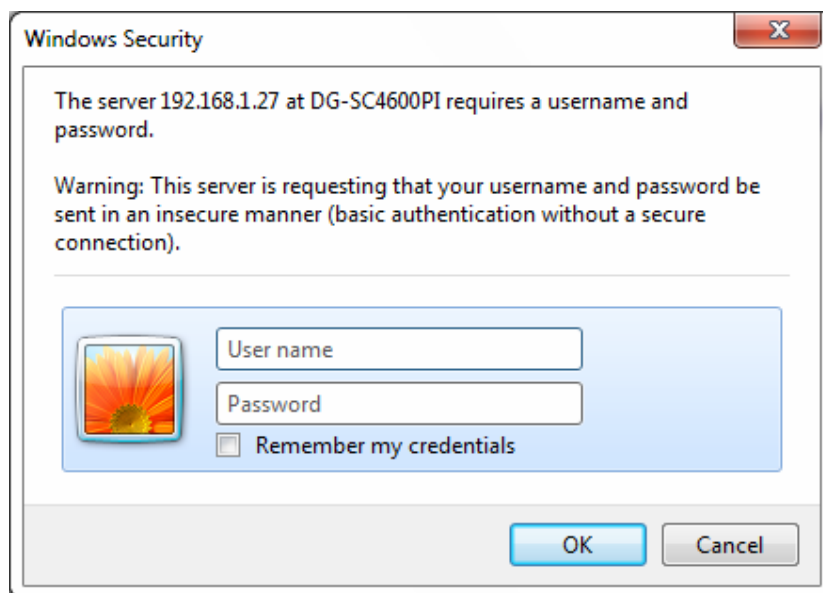 Windows Security
The server 192.168.1.27 at DG-SC4600PI requires a username and
password.
Warning: This server is requesting that your username and password be
sent in an insecure manner (basic authentication without a secure
connection).
User name
Password
Remember my credentials
OK
Cancel